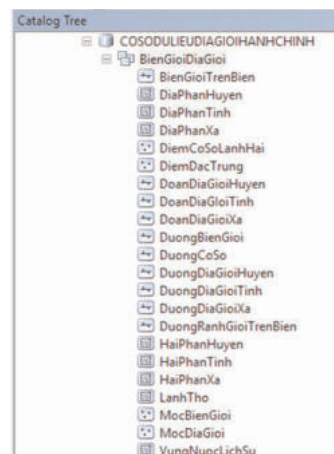 Catalog Tree
COSODULIEUDIAGIOIHANHCHINH
BienGioiDiaGioi
BienGioiTrenBien
DiaPhanHuyen
DiaPhanTinh
DiaPhanXa
DiemCoSoLanhHai
DiemDacTrung
DoanDiaGioiHuyen
DoanDiaGioiTinh
DoanDiaGioiXa
DuongBienGioi
DuongCoSo
DuongDiaGioiHuyen
DuongDiaGioiTinh
DuongDiaGioiXa
DuongRanhGioiTrenBien
HaiPhanHuyen
HaiPhanTinh
HaiPhanXa
LanhTho
MocBienGioi
MocDiaGioi
VungNuocLichSu